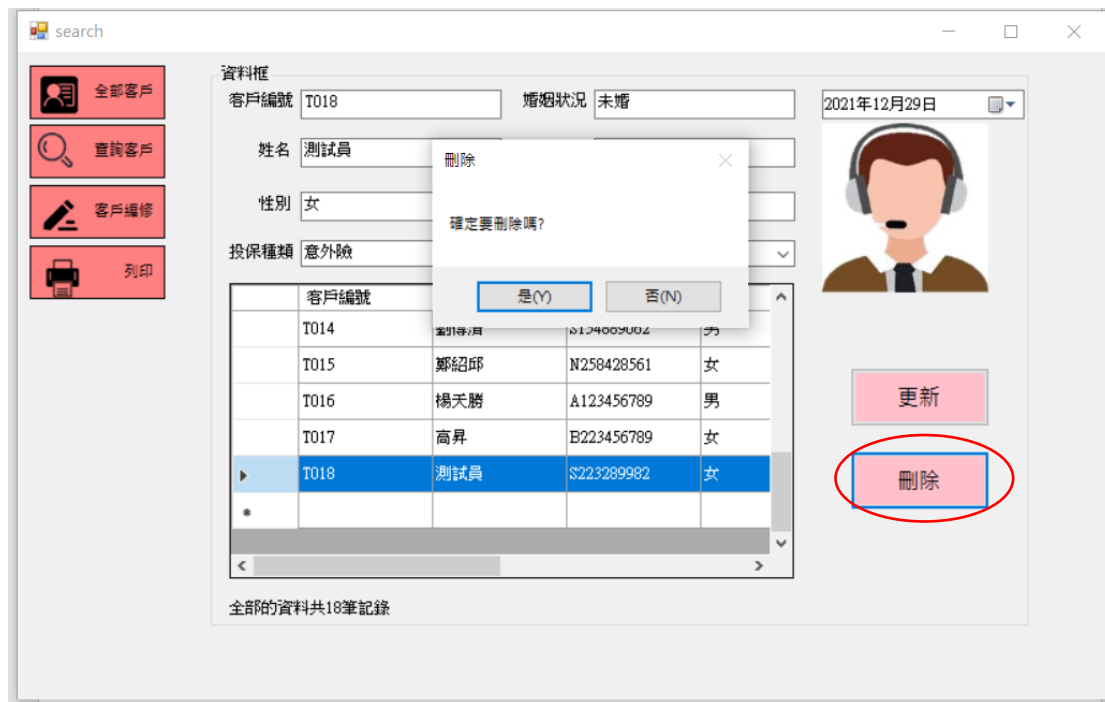 search
全部客戶
查詢客戶
客戶編修
列印
資料框
客戶編號 T018 婚姻狀況 未婚
2021年12月29日
姓名 測試員
性別 女
投保種類 意外險
刪除
確定要刪除嗎?
是(Y) 否(N)
客戶編號
T014 男
T015 鄭紹邱 N258428561 女
T016 楊天勝 A123456789 男
T017 高昇 B223456789 女
T018 測試員 S223289982 女
更新
刪除
全部的資料共18筆記錄